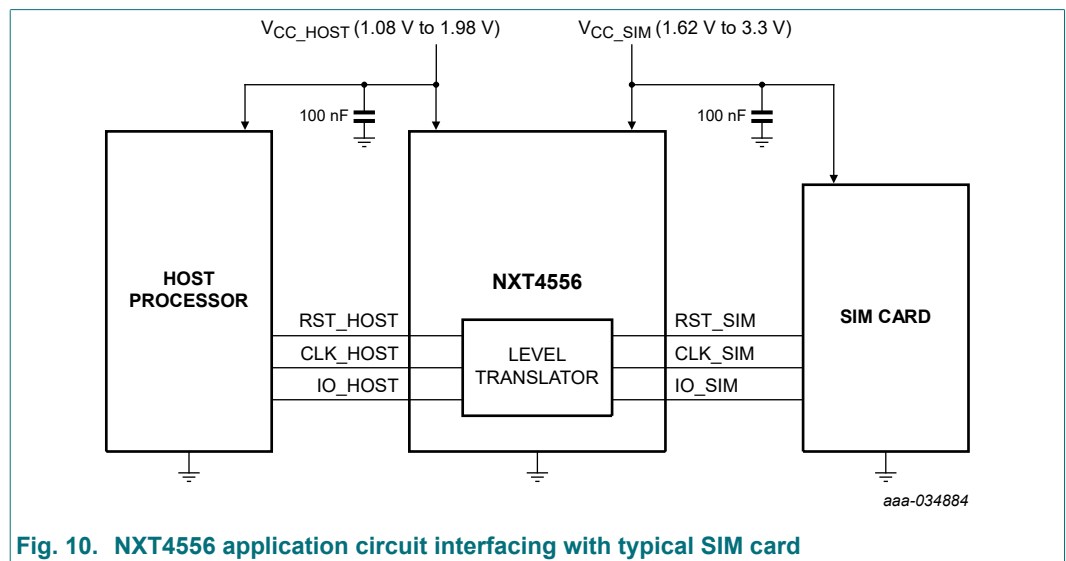 VCC_HOST (1.08 V to 1.98 V)
VCC_SIM (1.62 V to 3.3 V)
100 nF
100 nF
HOST
PROCESSOR
NXT4556
SIM CARD
RST_HOST
CLK_HOST
IO_HOST
LEVEL
TRANSLATOR
RST_SIM
CLK_SIM
IO_SIM
aaa-034884
Fig. 10. NXT4556 application circuit interfacing with typical SIM card